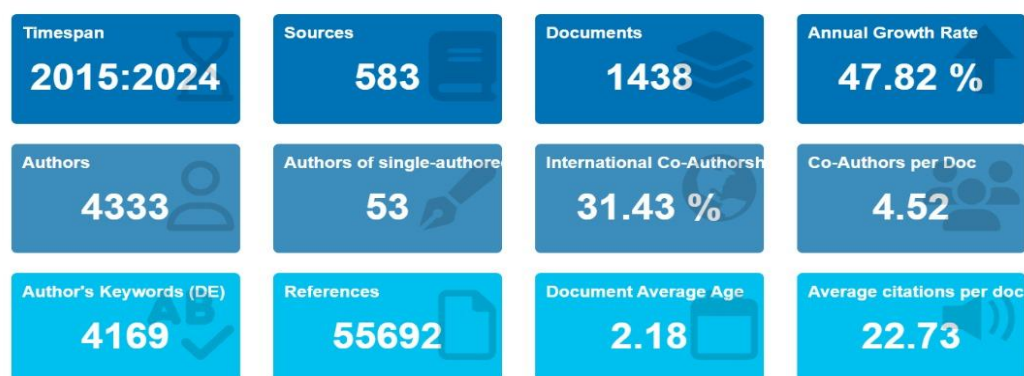 Timespan
2015:2024
Sources
583
Documents
1438
Annual Growth Rate
47.82 %
Authors
4333
Authors of single-authore
53
International Co-Authorsh
31.43 %
Co-Authors per Doc
4.52
Author's Keywords (DE)
4169
AB
References
55692
Document Average Age
2.18
Average citations per doc
22.73